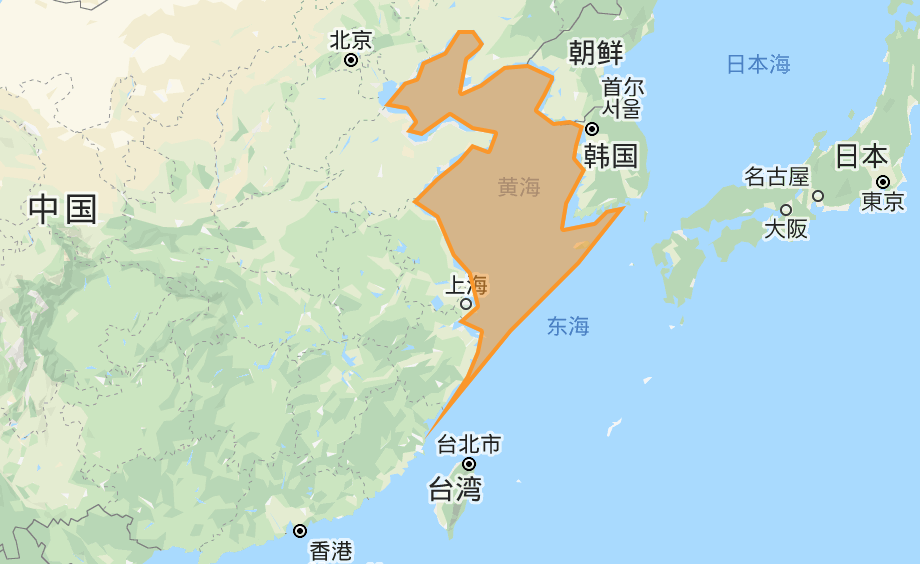 北京
朝鲜
日本海
首尔
서울
韩国
日本
名古屋
東京
大阪
中国
黄海
上海
东海
台北市
台湾
香港